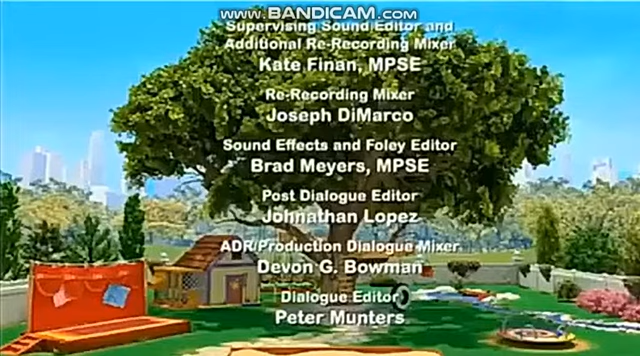 www.BANDICAM.com
Supervising Sound Editor and
Additional Re-Recording Mixer
Kate Finan, MPSE
Re-Recording Mixer
Joseph DiMarco
Sound Effects and Foley Editor
Brad Meyers, MPSE
Post Dialogue Editor
Johnathan Lopez
ADR/Production Dialogue Mixer
Devon G. Bowman
Dialogue Editor
Peter Munters